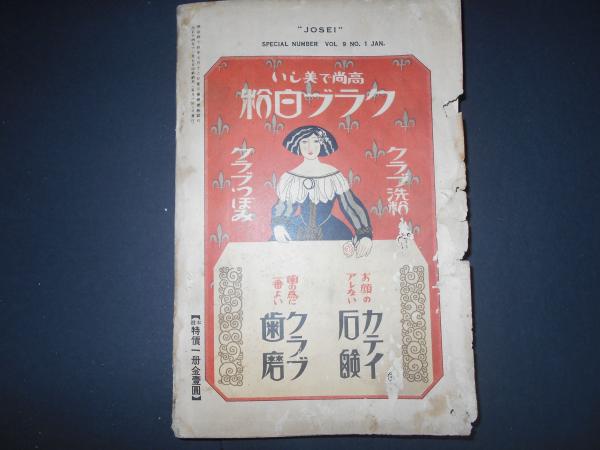 "JOSEI"
SPECIAL NUMBER VOL 9 NO. 1 JAN.
高尚で美しい
クラブ白粉
クラブ洗粉
クラブつぼみ
お顔の
アレない
カテイ
石鹸
歯の為に
一番よい
クラブ
歯磨
特價一册金壹圓